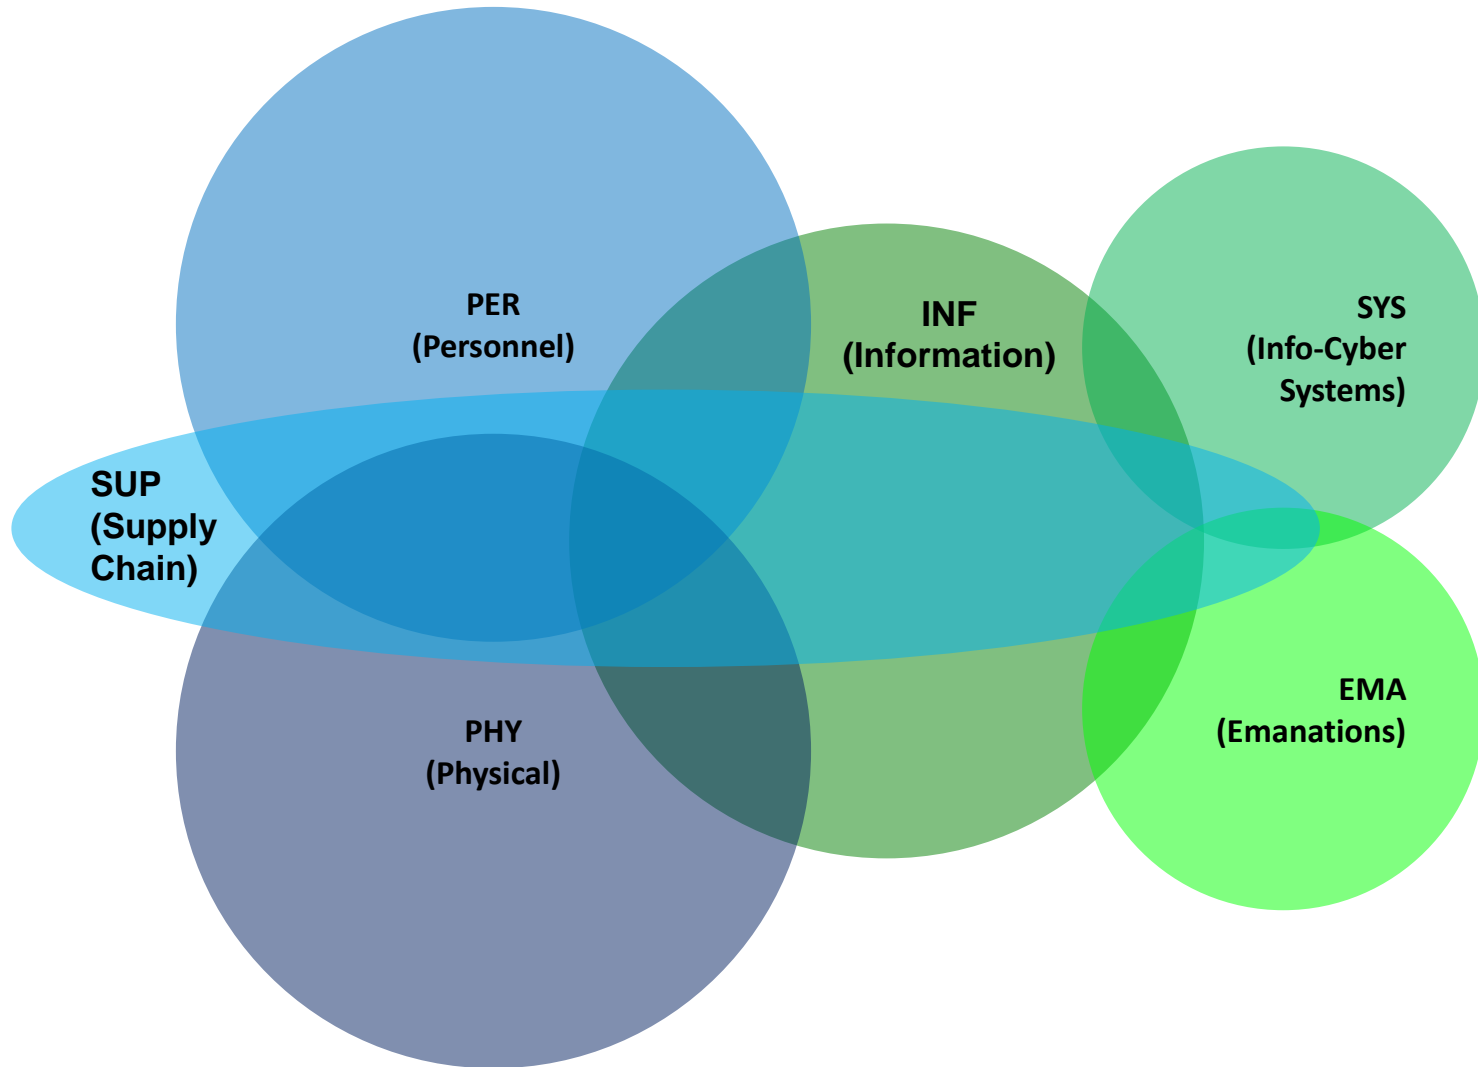 PER
(Personnel)
INF
(Information)
SYS
(Info-Cyber
Systems)
SUP
(Supply
Chain)
PHY
(Physical)
EMA
(Emanations)